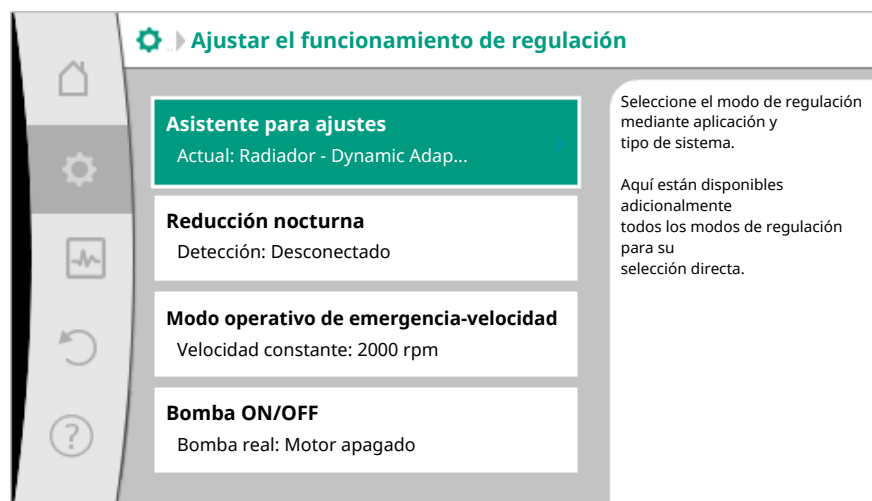 Ajustar el funcionamiento de regulación
Asistente para ajustes
Actual: Radiador - Dynamic Adap...
Reducción nocturna
Detección: Desconectado
Modo operativo de emergencia-velocidad
Velocidad constante: 2000 rpm
Bomba ON/OFF
Bomba real: Motor apagado
Seleccione el modo de regulación
mediante aplicación y
tipo de sistema.
Aquí están disponibles
adicionalmente
todos los modos de regulación
para su
selección directa.
?